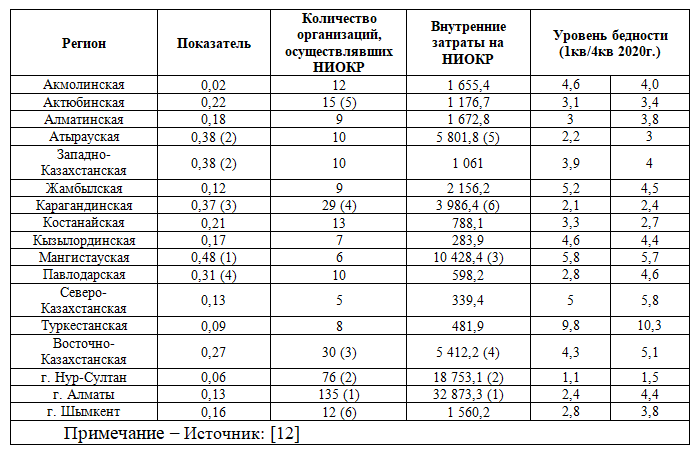 Регион Показатель Количество организаций, осуществлявших НИОКР Внутренние затраты на НИОКР Уровень бедности (1кв/4кв 2020г.)
Акмолинская 0,02 12 1 655,4 4,6 4,0
Актюбинская 0,22 15 (5) 1 176,7 3,1 3,4
Алматинская 0,18 9 1 672,8 3 3,8
Атырауская 0,38 (2) 10 5 801,8 (5) 2,2 3
Западно-Казахстанская 0,38 (2) 10 1 061 3,9 4
Жамбылская 0,12 9 2 156,2 5,2 4,5
Карагандинская 0,37 (3) 29 (4) 3 986,4 (6) 2,1 2,4
Костанайская 0,21 13 788,1 3,3 2,7
Кызылординская 0,17 7 283,9 4,6 4,4
Мангистауская 0,48 (1) 6 10 428,4 (3) 5,8 5,7
Павлодарская 0,31 (4) 10 598,2 2,8 4,6
Северо-Казахстанская 0,13 5 339,4 5 5,8
Туркестанская 0,09 8 481,9 9,8 10,3
Восточно-Казахстанская 0,27 30 (3) 5 412,2 (4) 4,3 5,1
г. Нур-Султан 0,06 76 (2) 18 753,1 (2) 1,1 1,5
г. Алматы 0,13 135 (1) 32 873,3 (1) 2,4 4,4
г. Шымкент 0,16 12 (6) 1 560,2 2,8 3,8
Примечание – Источник: [12]